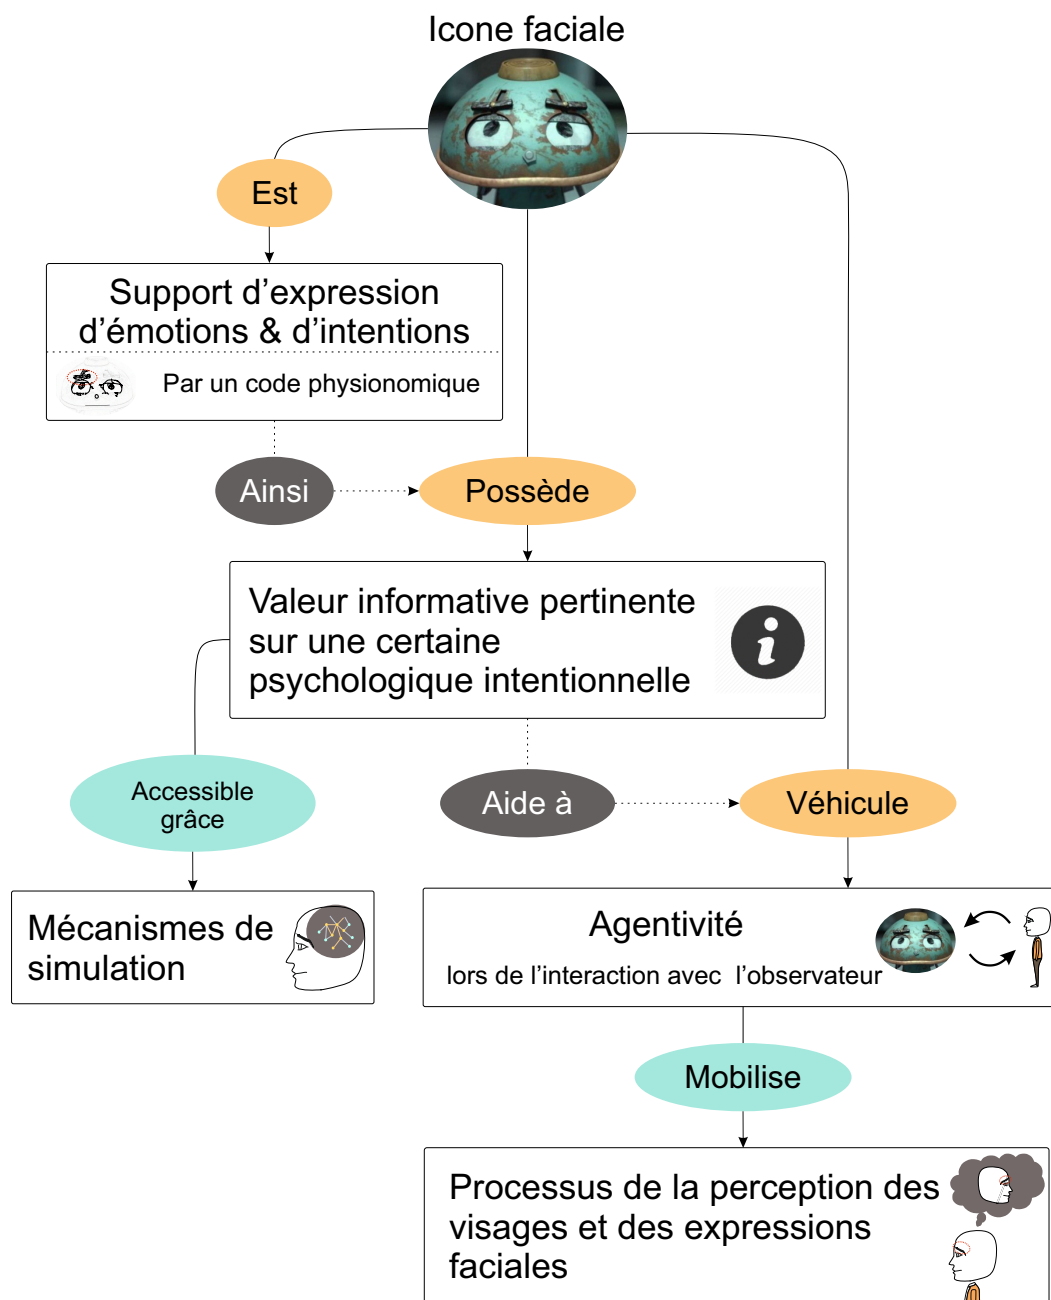 Icone faciale
Est
Support d’expression
d’émotions & d’intentions
Par un code physionomique
Ainsi
Possède
Valeur informative pertinente
sur une certaine
psychologique intentionnelle
i
Accessible
grâce
Aide à
Véhicule
Mécanismes de
simulation
Agentivité
lors de l’interaction avec l’observateur
Mobilise
Processus de la perception des
visages et des expressions
faciales